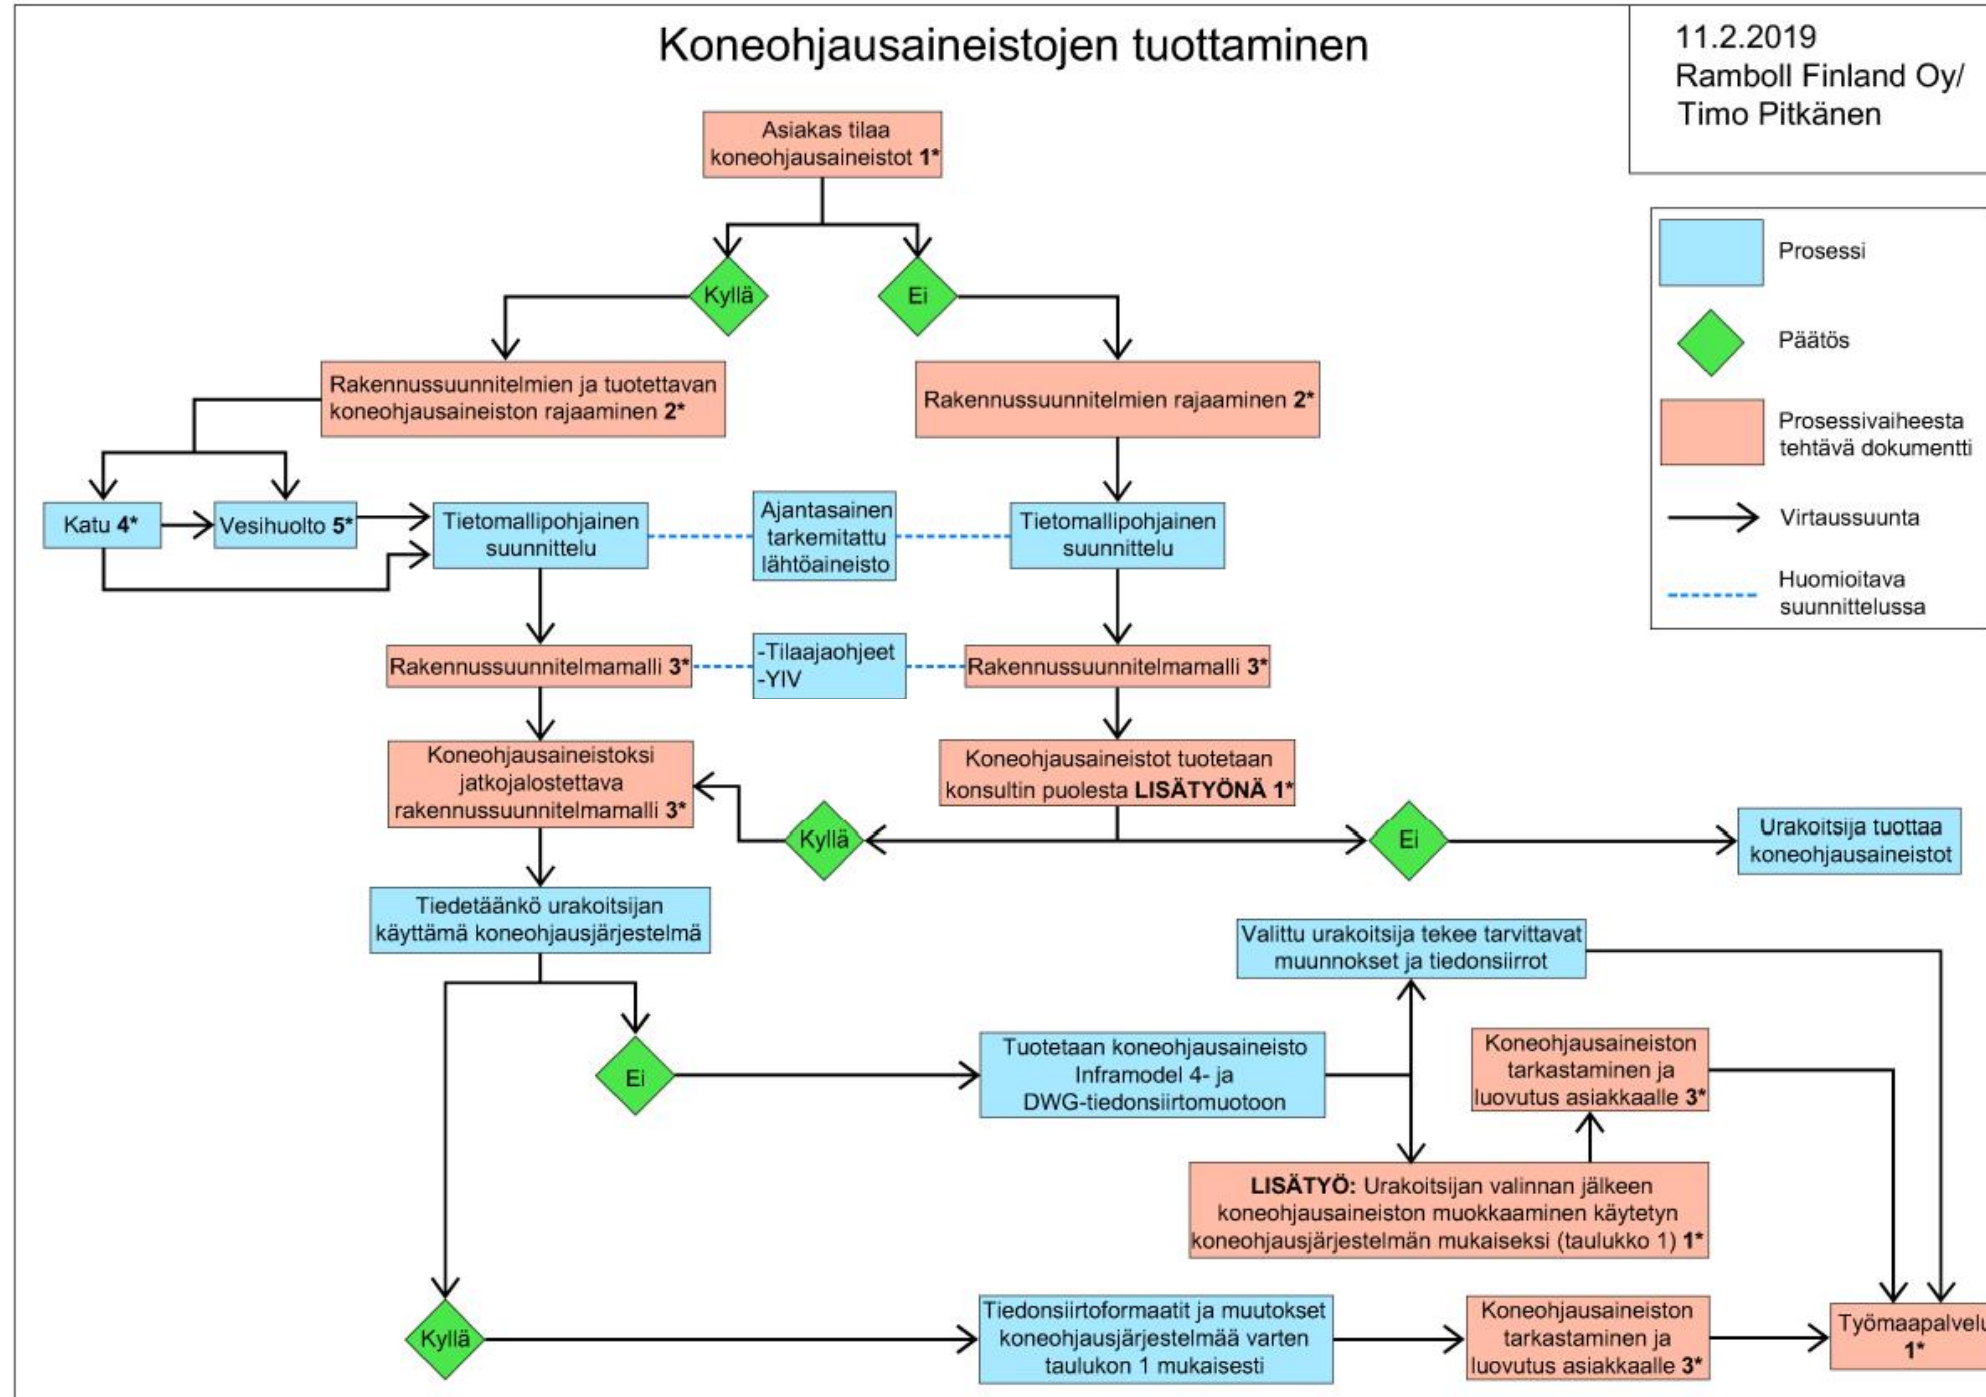 Koneohjausaineistojen tuottaminen
11.2.2019
Ramboll Finland Oy/
Timo Pitkänen
Asiakas tilaa
koneohjausaineistot 1*
Kyllä
Ei
Prosessi
Päätös
Prosessivaiheesta
tehtävä dokumentti
Virtaussuunta
Huomioitava
suunnittelussa
Rakennussuunnitelmien ja tuotettavan
koneohjausaineiston rajaaminen 2*
Rakennussuunnitelmien rajaaminen 2*
Katu 4*
Vesihuolto 5*
Tietomallipohjainen
suunnittelu
Ajantasainen
tarkemitattu
lähtöaineisto
Tietomallipohjainen
suunnittelu
Rakennussuunnitelmamalli 3*
-Tilaajaohjeet
-YIV
Rakennussuunnitelmamalli 3*
Koneohjausaineistoksi
jatkojalostettava
rakennussuunnitelmamalli 3*
Koneohjausaineistot tuotetaan
konsultin puolesta LISÄTYÖNÄ 1*
Kyllä
Ei
Urakoitsija tuottaa
koneohjausaineistot
Tiedetäänkö urakoitsijan
käyttämä koneohjausjärjestelmä
Valittu urakoitsija tekee tarvittavat
muunnokset ja tiedonsiirrot
Ei
Tuotetaan koneohjausaineisto
Inframodel 4- ja
DWG-tiedonsiirtomuotoon
Koneohjausaineiston
tarkastaminen ja
luovutus asiakkaalle 3*
LISÄTYÖ: Urakoitsijan valinnan jälkeen
koneohjausaineiston muokkaaminen käytetyn
koneohjausjärjestelmän mukaiseksi (taulukko 1) 1*
Kyllä
Tiedonsiirtoformaatit ja muutokset
koneohjausjärjestelmää varten
taulukon 1 mukaisesti
Koneohjausaineiston
tarkastaminen ja
luovutus asiakkaalle 3*
Työmaapalvelu
1*